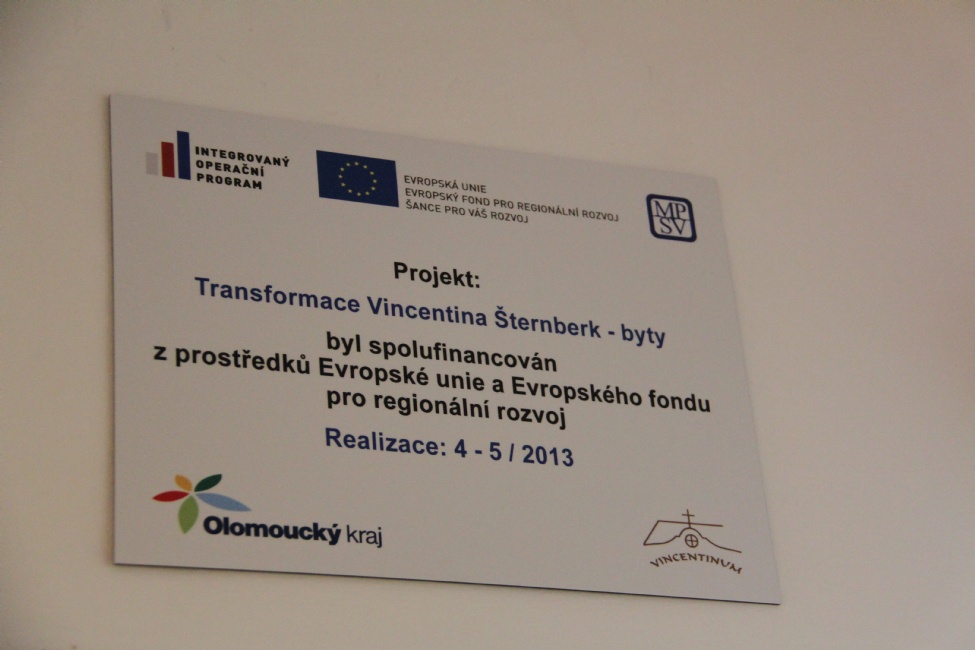 INTEGROVANÝ
OPERAČNÍ
PROGRAM
EVROPSKÁ UNIE
EVROPSKÝ FOND PRO REGIONÁLNÍ ROZVOJ
ŠANCE PRO VÁŠ ROZVOJ
MP
SV
Projekt:
Transformace Vincentina Šternberk - byty
byl spolufinancován
z prostředků Evropské unie a Evropského fondu
pro regionální rozvoj
Realizace: 4 - 5 / 2013
Olomoucký kraj
VINCENTINUM